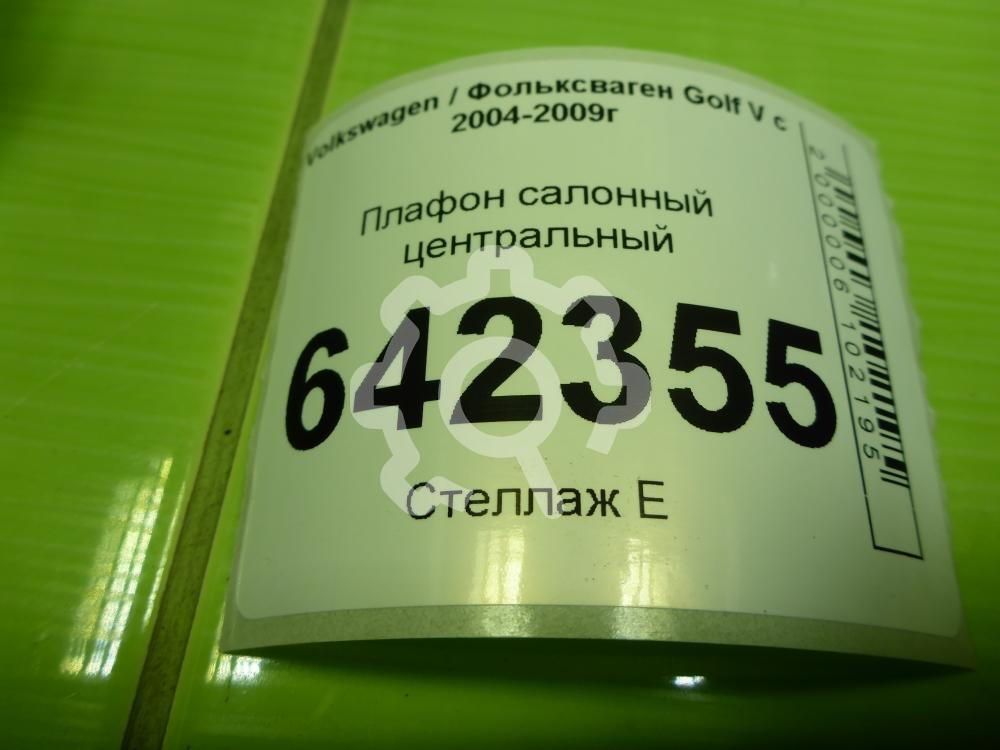 Volkswagen / Фольксваген Golf V с
2004-2009г
Плафон салонный
центральный
642355
Стеллаж Е
2000006102195